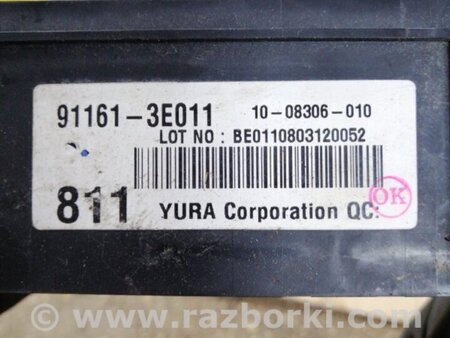 91161-3E011 10-08306-010
LOT NO : BE0110803120052
811 YURA Corporation QC:
OK
www.razborki.com